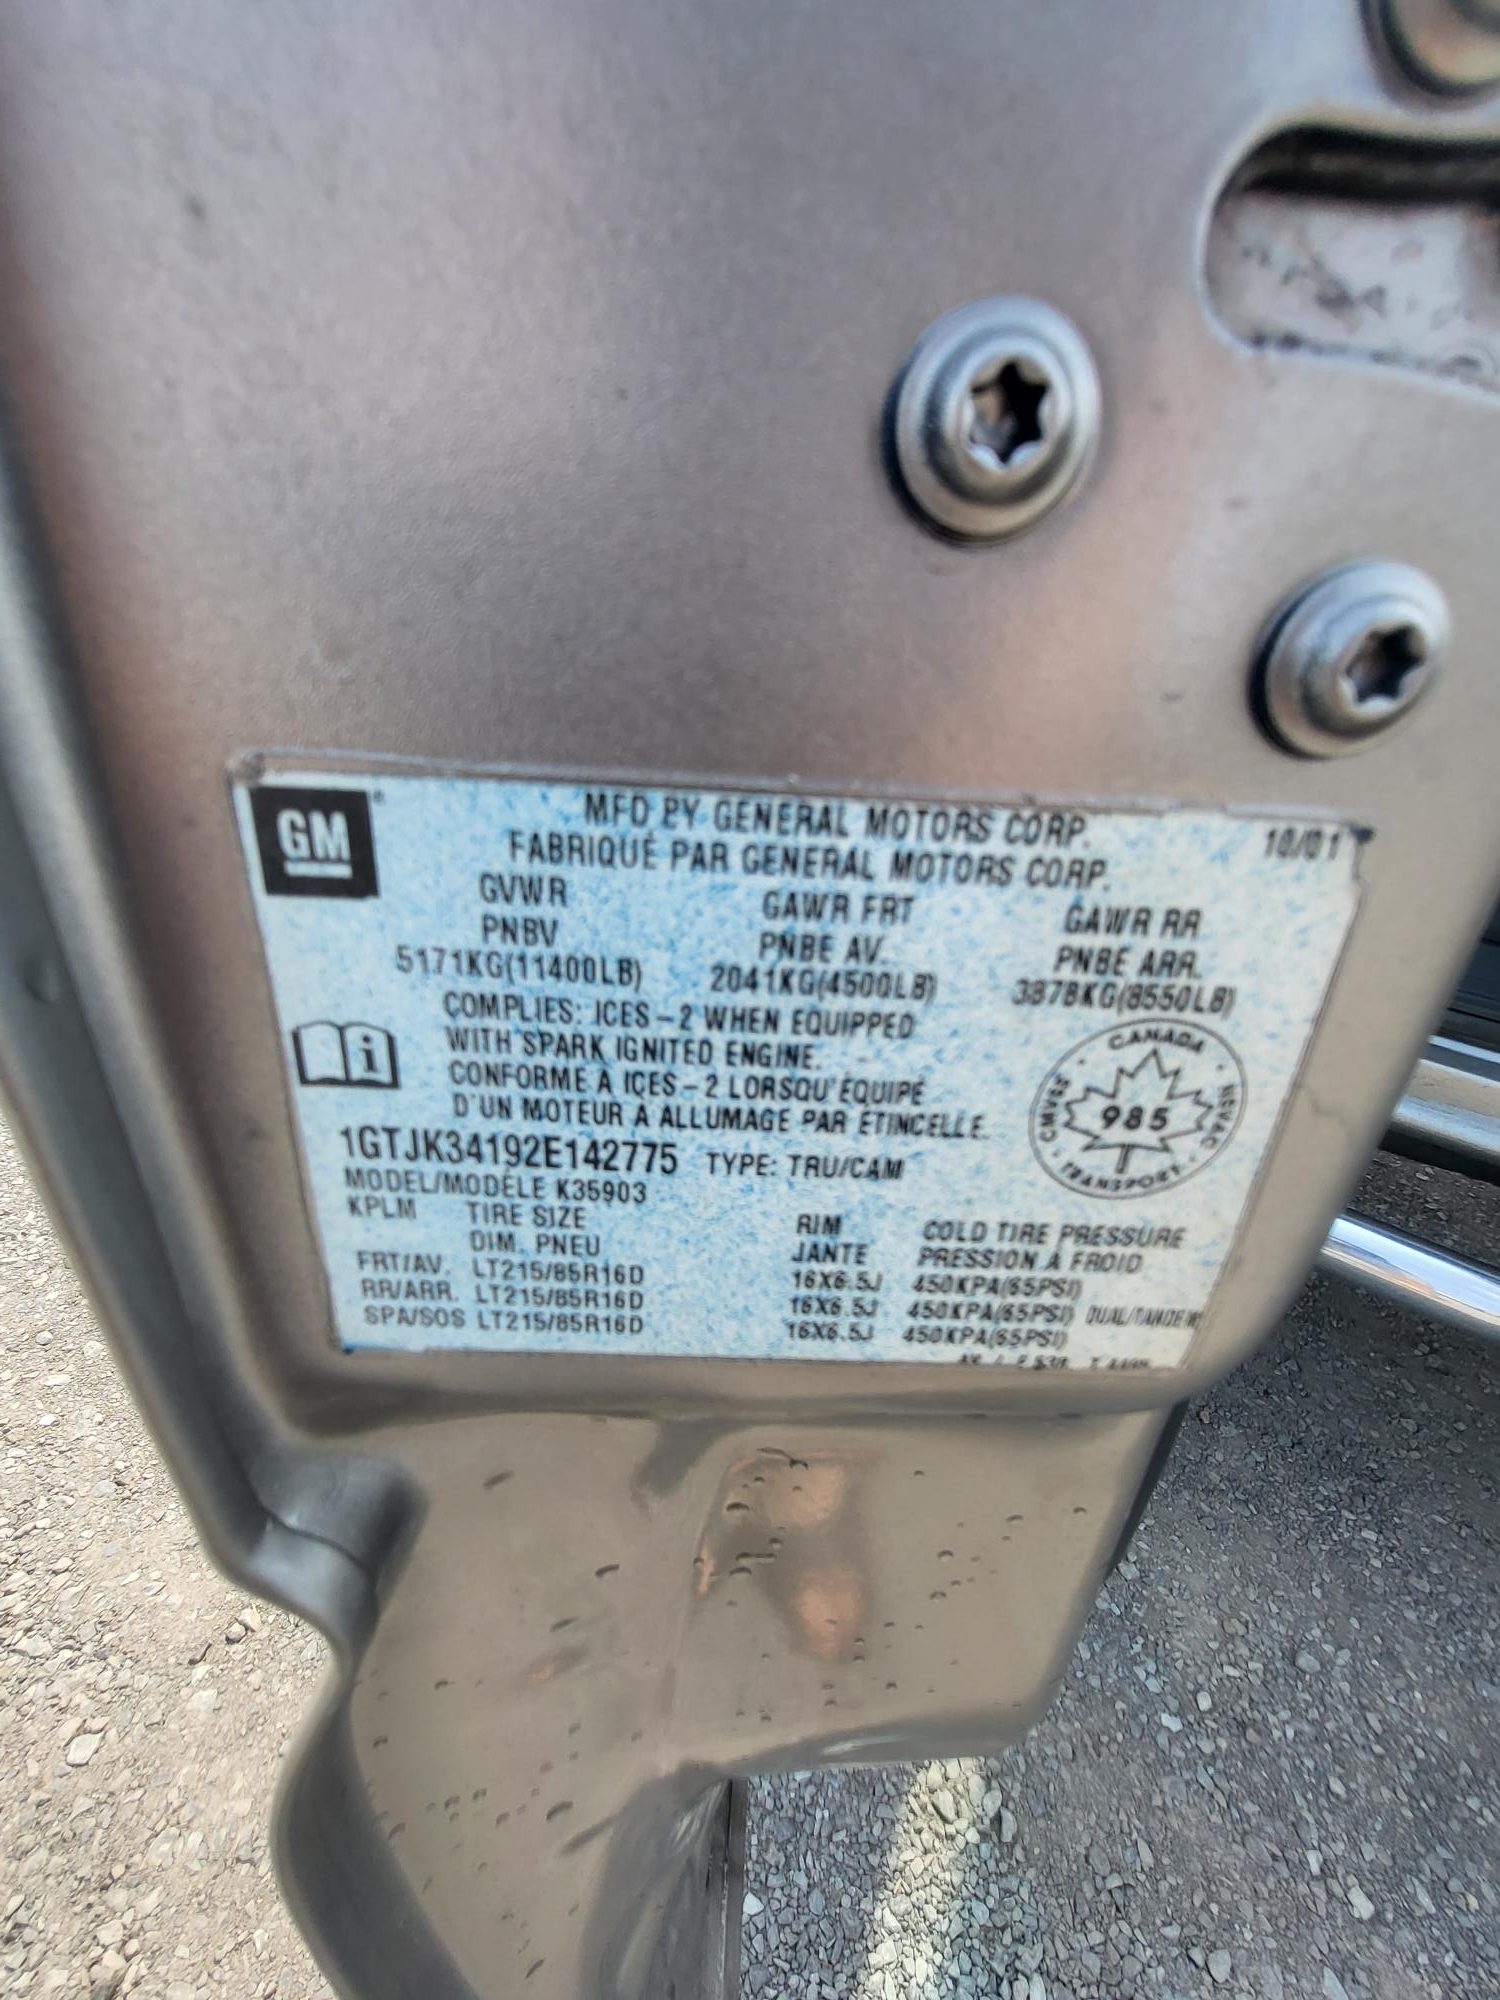 GM
MFD BY GENERAL MOTORS CORP. 10/01
FABRIQUÉ PAR GENERAL MOTORS CORP.
GVWR GAWR FRT GAWR RR
PNBV PNBE AV. PNBE ARR.
5171KG(11400LB) 2041KG(4500LB) 3878KG(8550LB)
COMPLIES: ICES-2 WHEN EQUIPPED
WITH SPARK IGNITED ENGINE.
CONFORME À ICES-2 LORSQU'ÉQUIPÉ
D'UN MOTEUR À ALLUMAGE PAR ÉTINCELLE.
CANADA
CMVSS
NSVAC
985
TRANSPORT
1GTJK34192E142775 TYPE: TRU/CAM
MODEL/MODÈLE K35903
KPLM TIRE SIZE RIM COLD TIRE PRESSURE
DIM. PNEU JANTE PRESSION À FROID
FRT/AV. LT215/85R16D 16X6.5J 450KPA(65PSI)
RR/ARR. LT215/85R16D 16X6.5J 450KPA(65PSI) DUAL/TANDEM
SPA/SOS LT215/85R16D 16X6.5J 450KPA(65PSI)